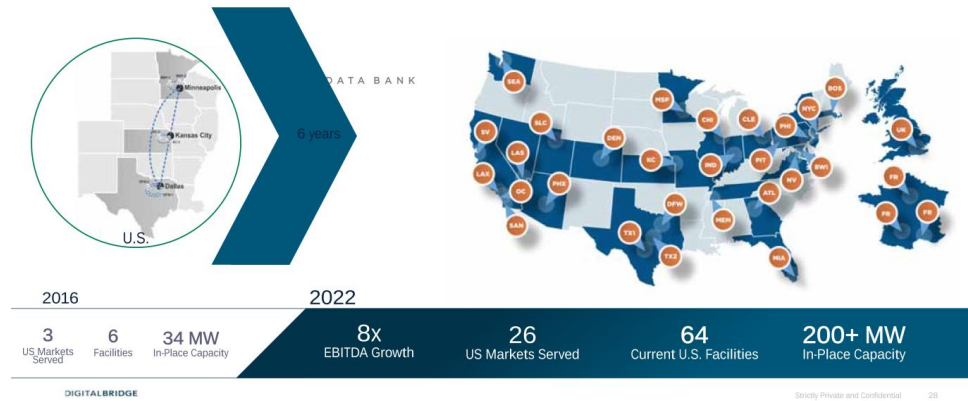 DATA BANK
Minneapolis
Kansas City
Dallas
U.S.
6 years
SEA
MSP
BOS
NYC
CHI
CLE
PHI
SLC
DEN
SV
LAS
KC
IND
PIT
BWI
LAX
OC
PHX
NV
ATL
DFW
MEM
SAN
TX1
TX2
MIA
UK
FR
FR
FR
2016
2022
3
US Markets
Served
6
Facilities
34 MW
In-Place Capacity
8x
EBITDA Growth
26
US Markets Served
64
Current U.S. Facilities
200+ MW
In-Place Capacity
DIGITALBRIDGE
Strictly Private and Confidential 28